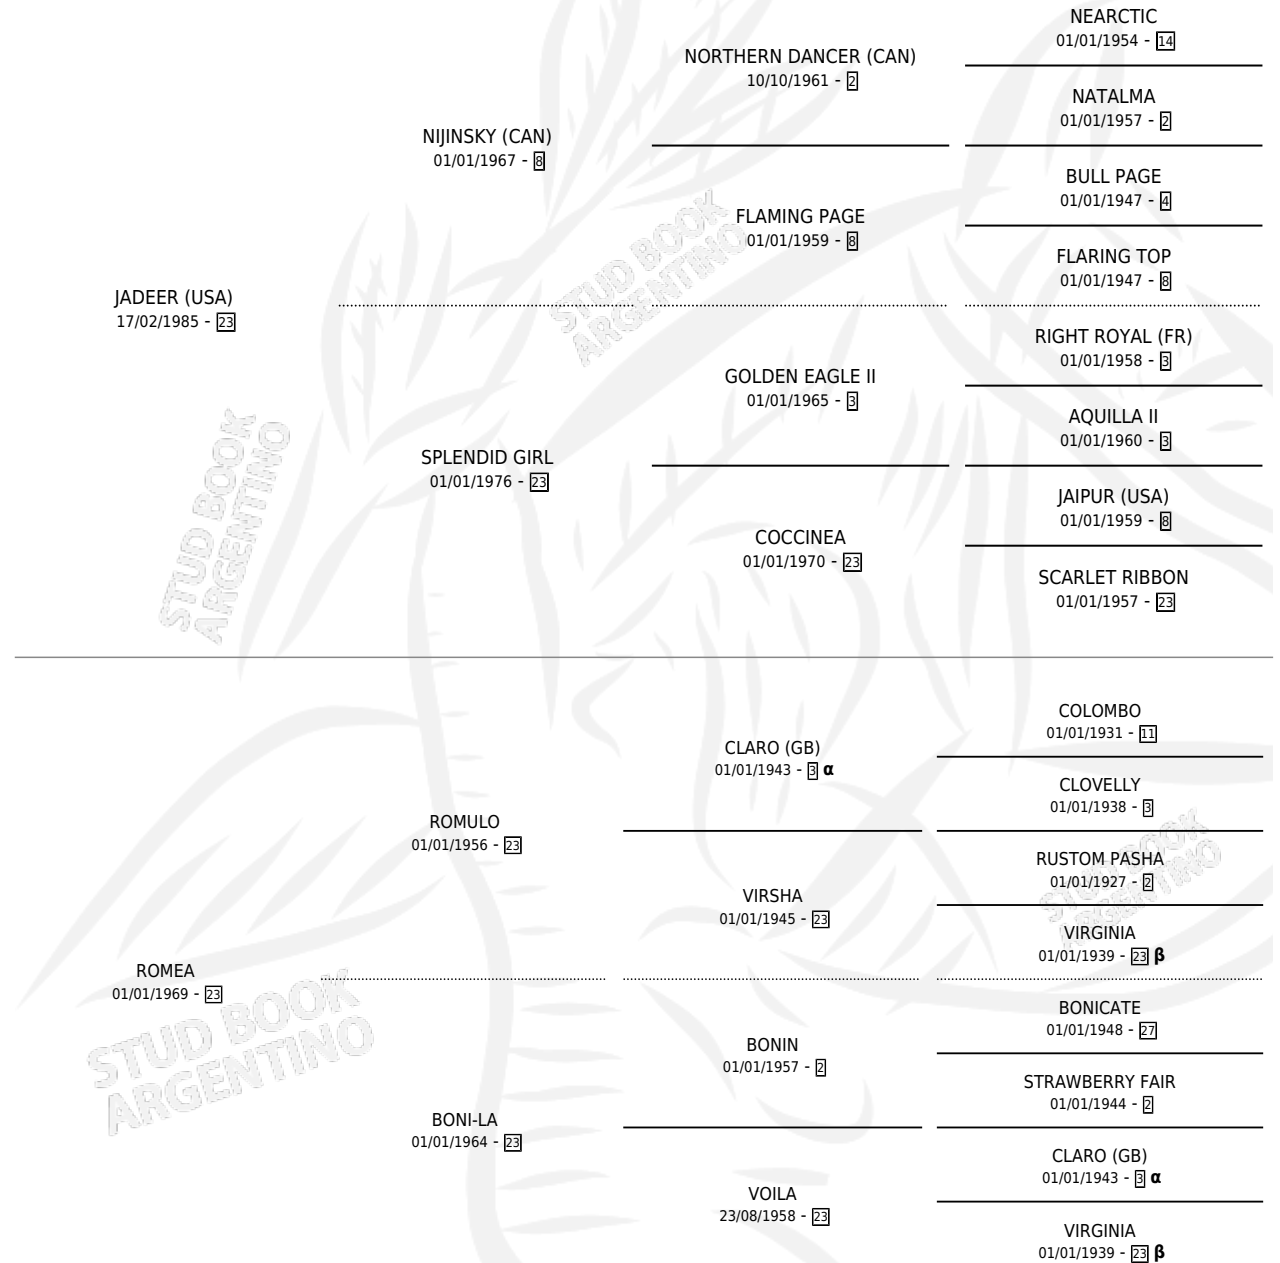 NEARCTIC
01/01/1954 - 14
NORTHERN DANCER (CAN)
10/10/1961 - 2
NATALMA
01/01/1957 - 2
NIJINSKY (CAN)
01/01/1967 - 8
BULL PAGE
01/01/1947 - 4
FLAMING PAGE
01/01/1959 - 8
FLARING TOP
01/01/1947 - 8
JADEER (USA)
17/02/1985 - 23
RIGHT ROYAL (FR)
01/01/1958 - 3
GOLDEN EAGLE II
01/01/1965 - 3
AQUILLA II
01/01/1960 - 3
SPLENDID GIRL
01/01/1976 - 23
JAIPUR (USA)
01/01/1959 - 8
COCCINEA
01/01/1970 - 23
SCARLET RIBBON
01/01/1957 - 23
COLOMBO
01/01/1931 - 11
CLARO (GB)
01/01/1943 - 3 α
CLOVELLY
01/01/1938 - 3
ROMULO
01/01/1956 - 23
RUSTOM PASHA
01/01/1927 - 2
VIRSHA
01/01/1945 - 23
VIRGINIA
01/01/1939 - 23 β
ROMEA
01/01/1969 - 23
BONICATE
01/01/1948 - 27
BONIN
01/01/1957 - 2
STRAWBERRY FAIR
01/01/1944 - 2
BONI-LA
01/01/1964 - 23
CLARO (GB)
01/01/1943 - 3 α
VOILA
23/08/1958 - 23
VIRGINIA
01/01/1939 - 23 β
STUD BOOK
ARGENTINO
STUD BOOK
ARGENTINO
STUD BOOK
ARGENTINO
STUD BOOK
ARGENTINO